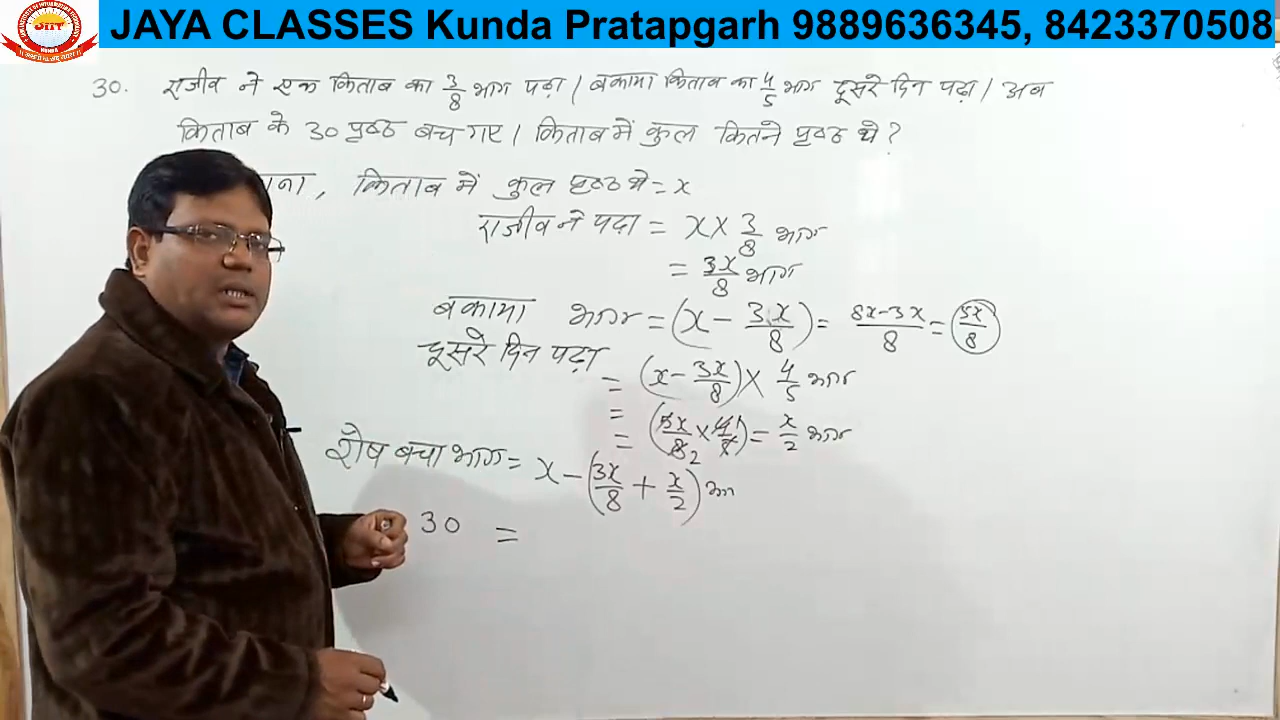 JAYA CLASSES Kunda Pratapgarh 9889636345, 8423370508
30. राजीव ने एक किताब का 3/8 भाग पढ़ा। बकाया किताब का 4/5 भाग दूसरे दिन पढ़ा। अब
किताब के 30 पृष्ठ बच गए। किताब में कुल कितने पृष्ठ थे?
माना, किताब में कुल पृष्ठ थे = x
राजीव ने पढ़ा = x × 3/8 भाग
= 3x/8 भाग
बकाया भाग = (x − 3x/8) = 8x−3x/8 = 5x/8
दूसरे दिन पढ़ा
= (x − 3x/8) × 4/5 भाग
=
= (5x/8 2 × 4 1/5) = x/2 भाग
शेष बचा भाग = x − (3x/8 + x/2) भाग
30 =